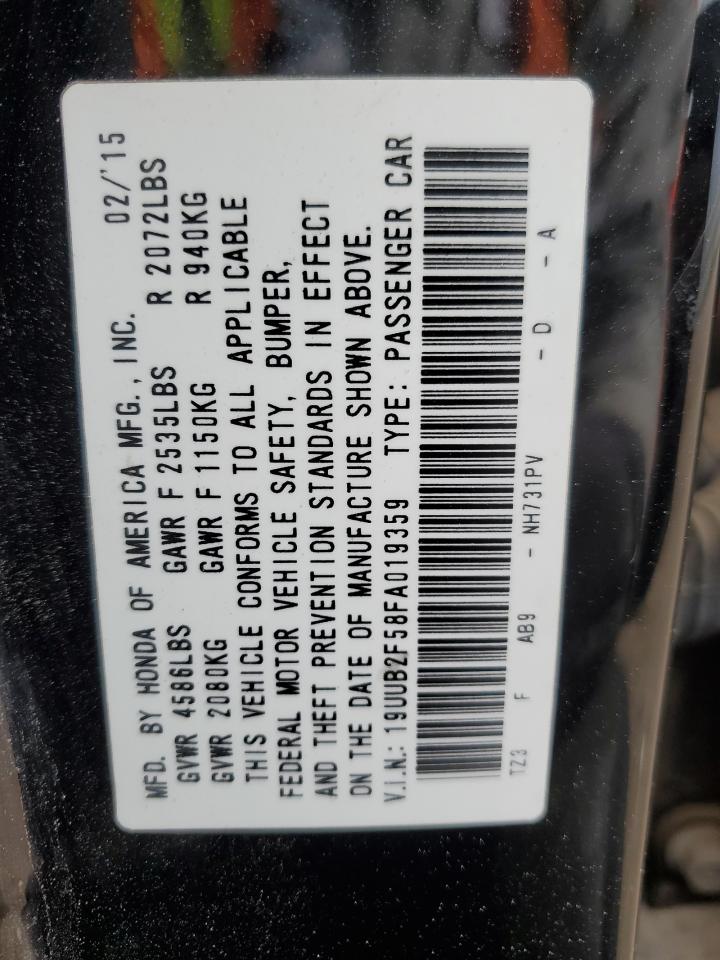 MFD. BY HONDA OF AMERICA MFG., INC. 02/'15
GVWR 4586LBS GAWR F 2535LBS R 2072LBS
GVWR 2080KG GAWR F 1150KG R 940KG
THIS VEHICLE CONFORMS TO ALL APPLICABLE
FEDERAL MOTOR VEHICLE SAFETY, BUMPER,
AND THEFT PREVENTION STANDARDS IN EFFECT
ON THE DATE OF MANUFACTURE SHOWN ABOVE.
V.I.N.: 19UUB2F58FA019359 TYPE: PASSENGER CAR
TZ3 F AB9 - NH731PV - D - A